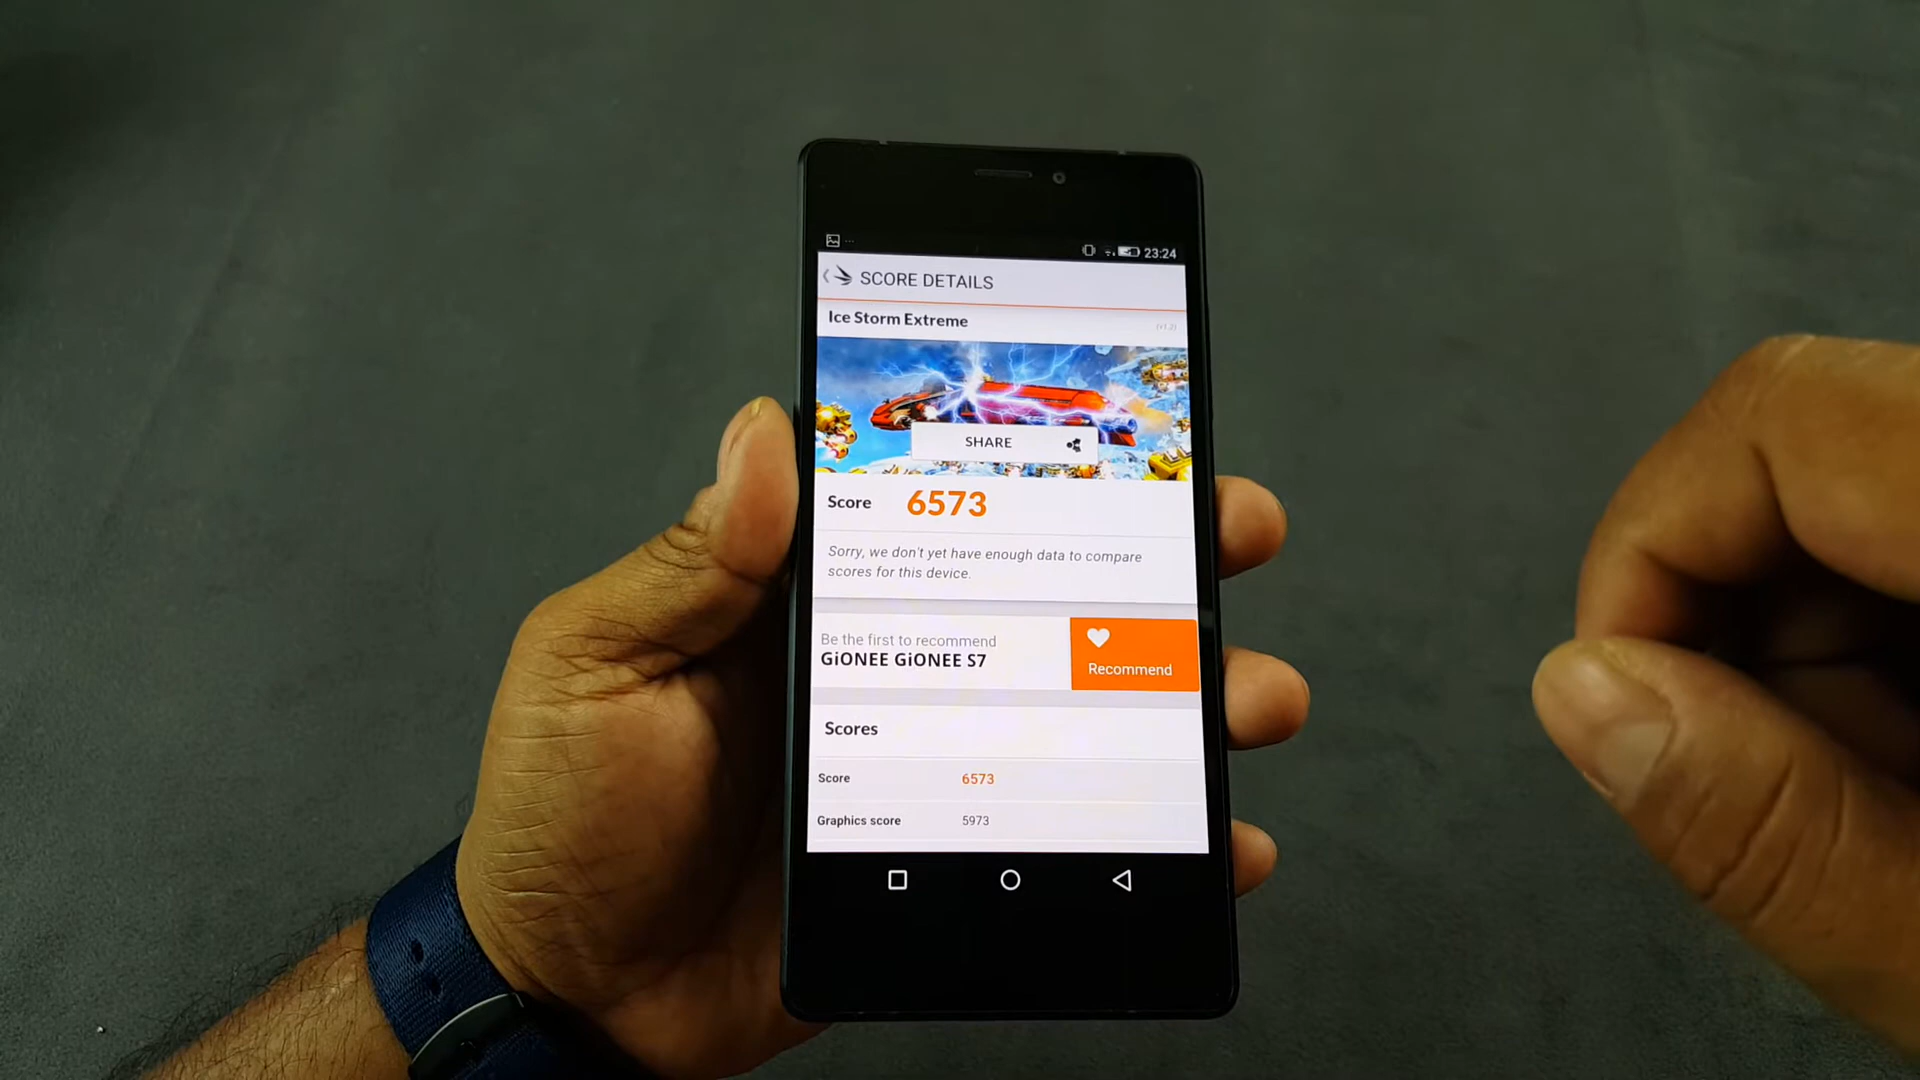 ... 23:24
SCORE DETAILS
Ice Storm Extreme (v1.2)
SHARE
Score 6573
Sorry, we don't yet have enough data to compare
scores for this device.
Be the first to recommend
GiONEE GiONEE S7
Recommend
Scores
Score 6573
Graphics score 5973